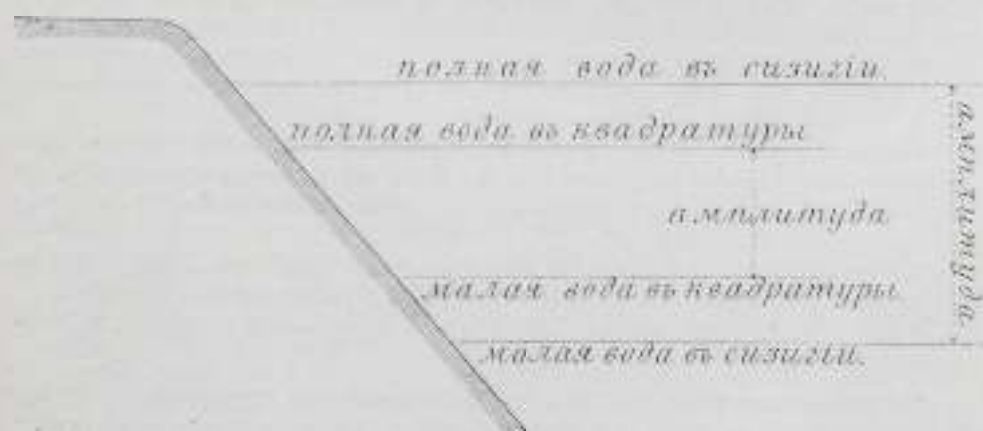 полная вода въ сизигіи
полная вода въ квадратуры
амплитуда
амплитуда
малая вода въ квадратуры
малая вода въ сизигіи.